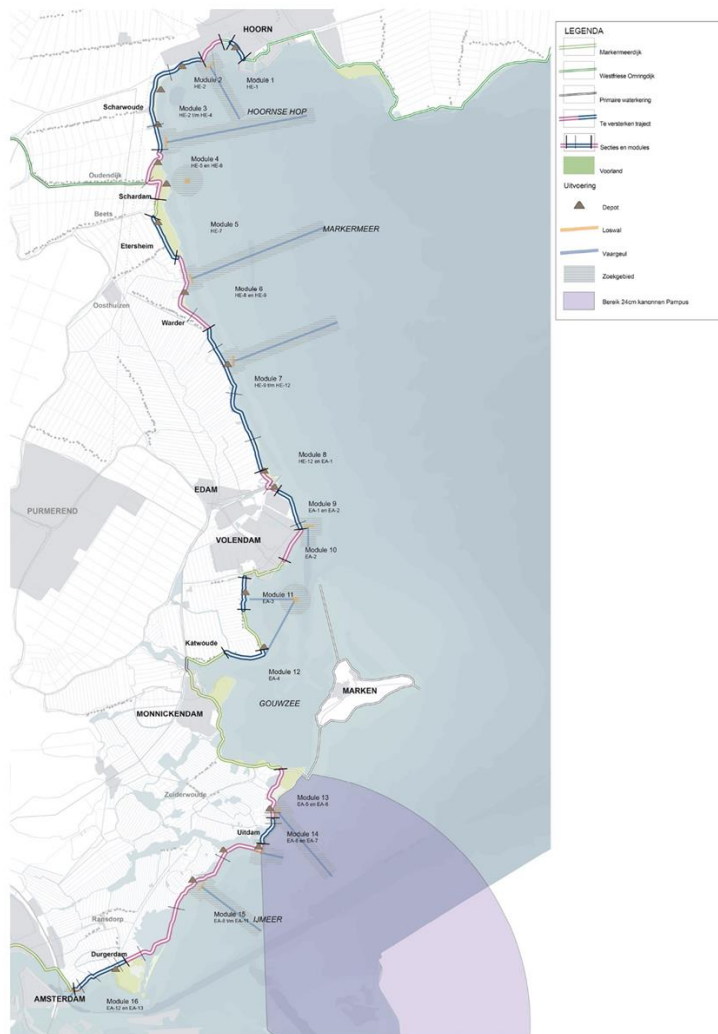 HOORN
Module 2
HE-2
Module 1
HE-1
Scharwoude
Module 3
HE-2 t/m HE-4
HOORNSE HOP
Module 4
HE-5 en HE-6
Oudendijk
Schardam
Beets
Module 5
HE-7
MARKERMEER
Etersheim
Module 6
HE-8 en HE-9
Oosthuizen
Warder
Module 7
HE-9 t/m HE-12
Module 8
HE-12 en EA-1
EDAM
Module 9
EA-1 en EA-2
PURMEREND
VOLENDAM
Module 10
EA-2
Module 11
EA-3
Katwoude
Module 12
EA-4
MARKEN
GOUWZEE
MONNICKENDAM
Zuiderwoude
Module 13
EA-5 en EA-6
Uitdam
Module 14
EA-6 en EA-7
Module 15
EA-8 t/m EA-11
IJMEER
Ransdorp
Durgerdam
AMSTERDAM
Module 16
EA-12 en EA-13
LEGENDA
Markermeerdijk
Westfriese Omringdijk
Primaire waterkering
Te versterken traject
Secties en modules
Voorland
Uitvoering
Depot
Loswal
Vaargeul
Zoekgebied
Bereik 24cm kanonnen Pampus